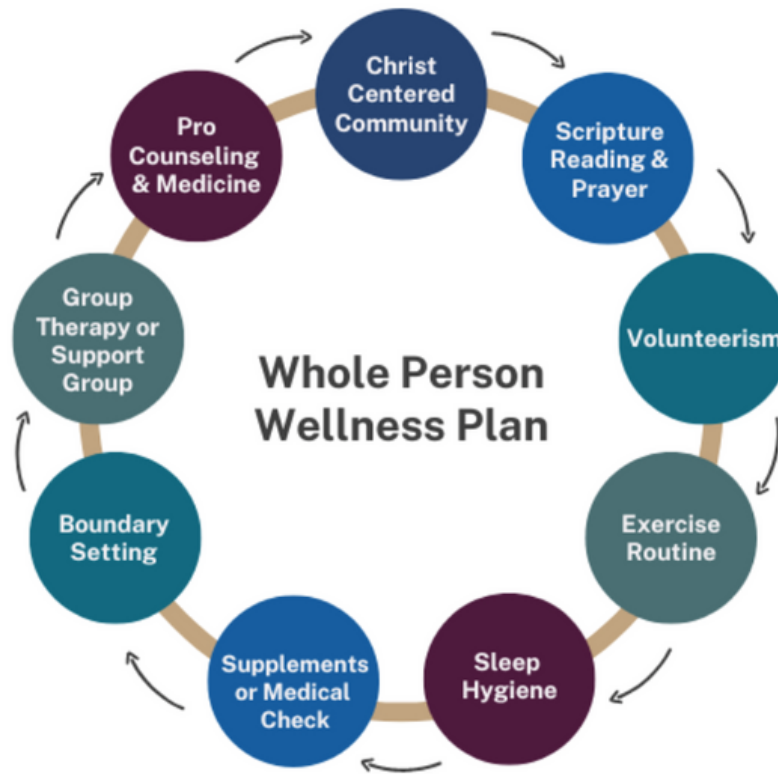 Christ
Centered
Community
Scripture
Reading &
Prayer
Volunteerism
Exercise
Routine
Sleep
Hygiene
Supplements
or Medical
Check
Boundary
Setting
Group
Therapy or
Support
Group
Pro
Counseling
& Medicine
Whole Person
Wellness Plan